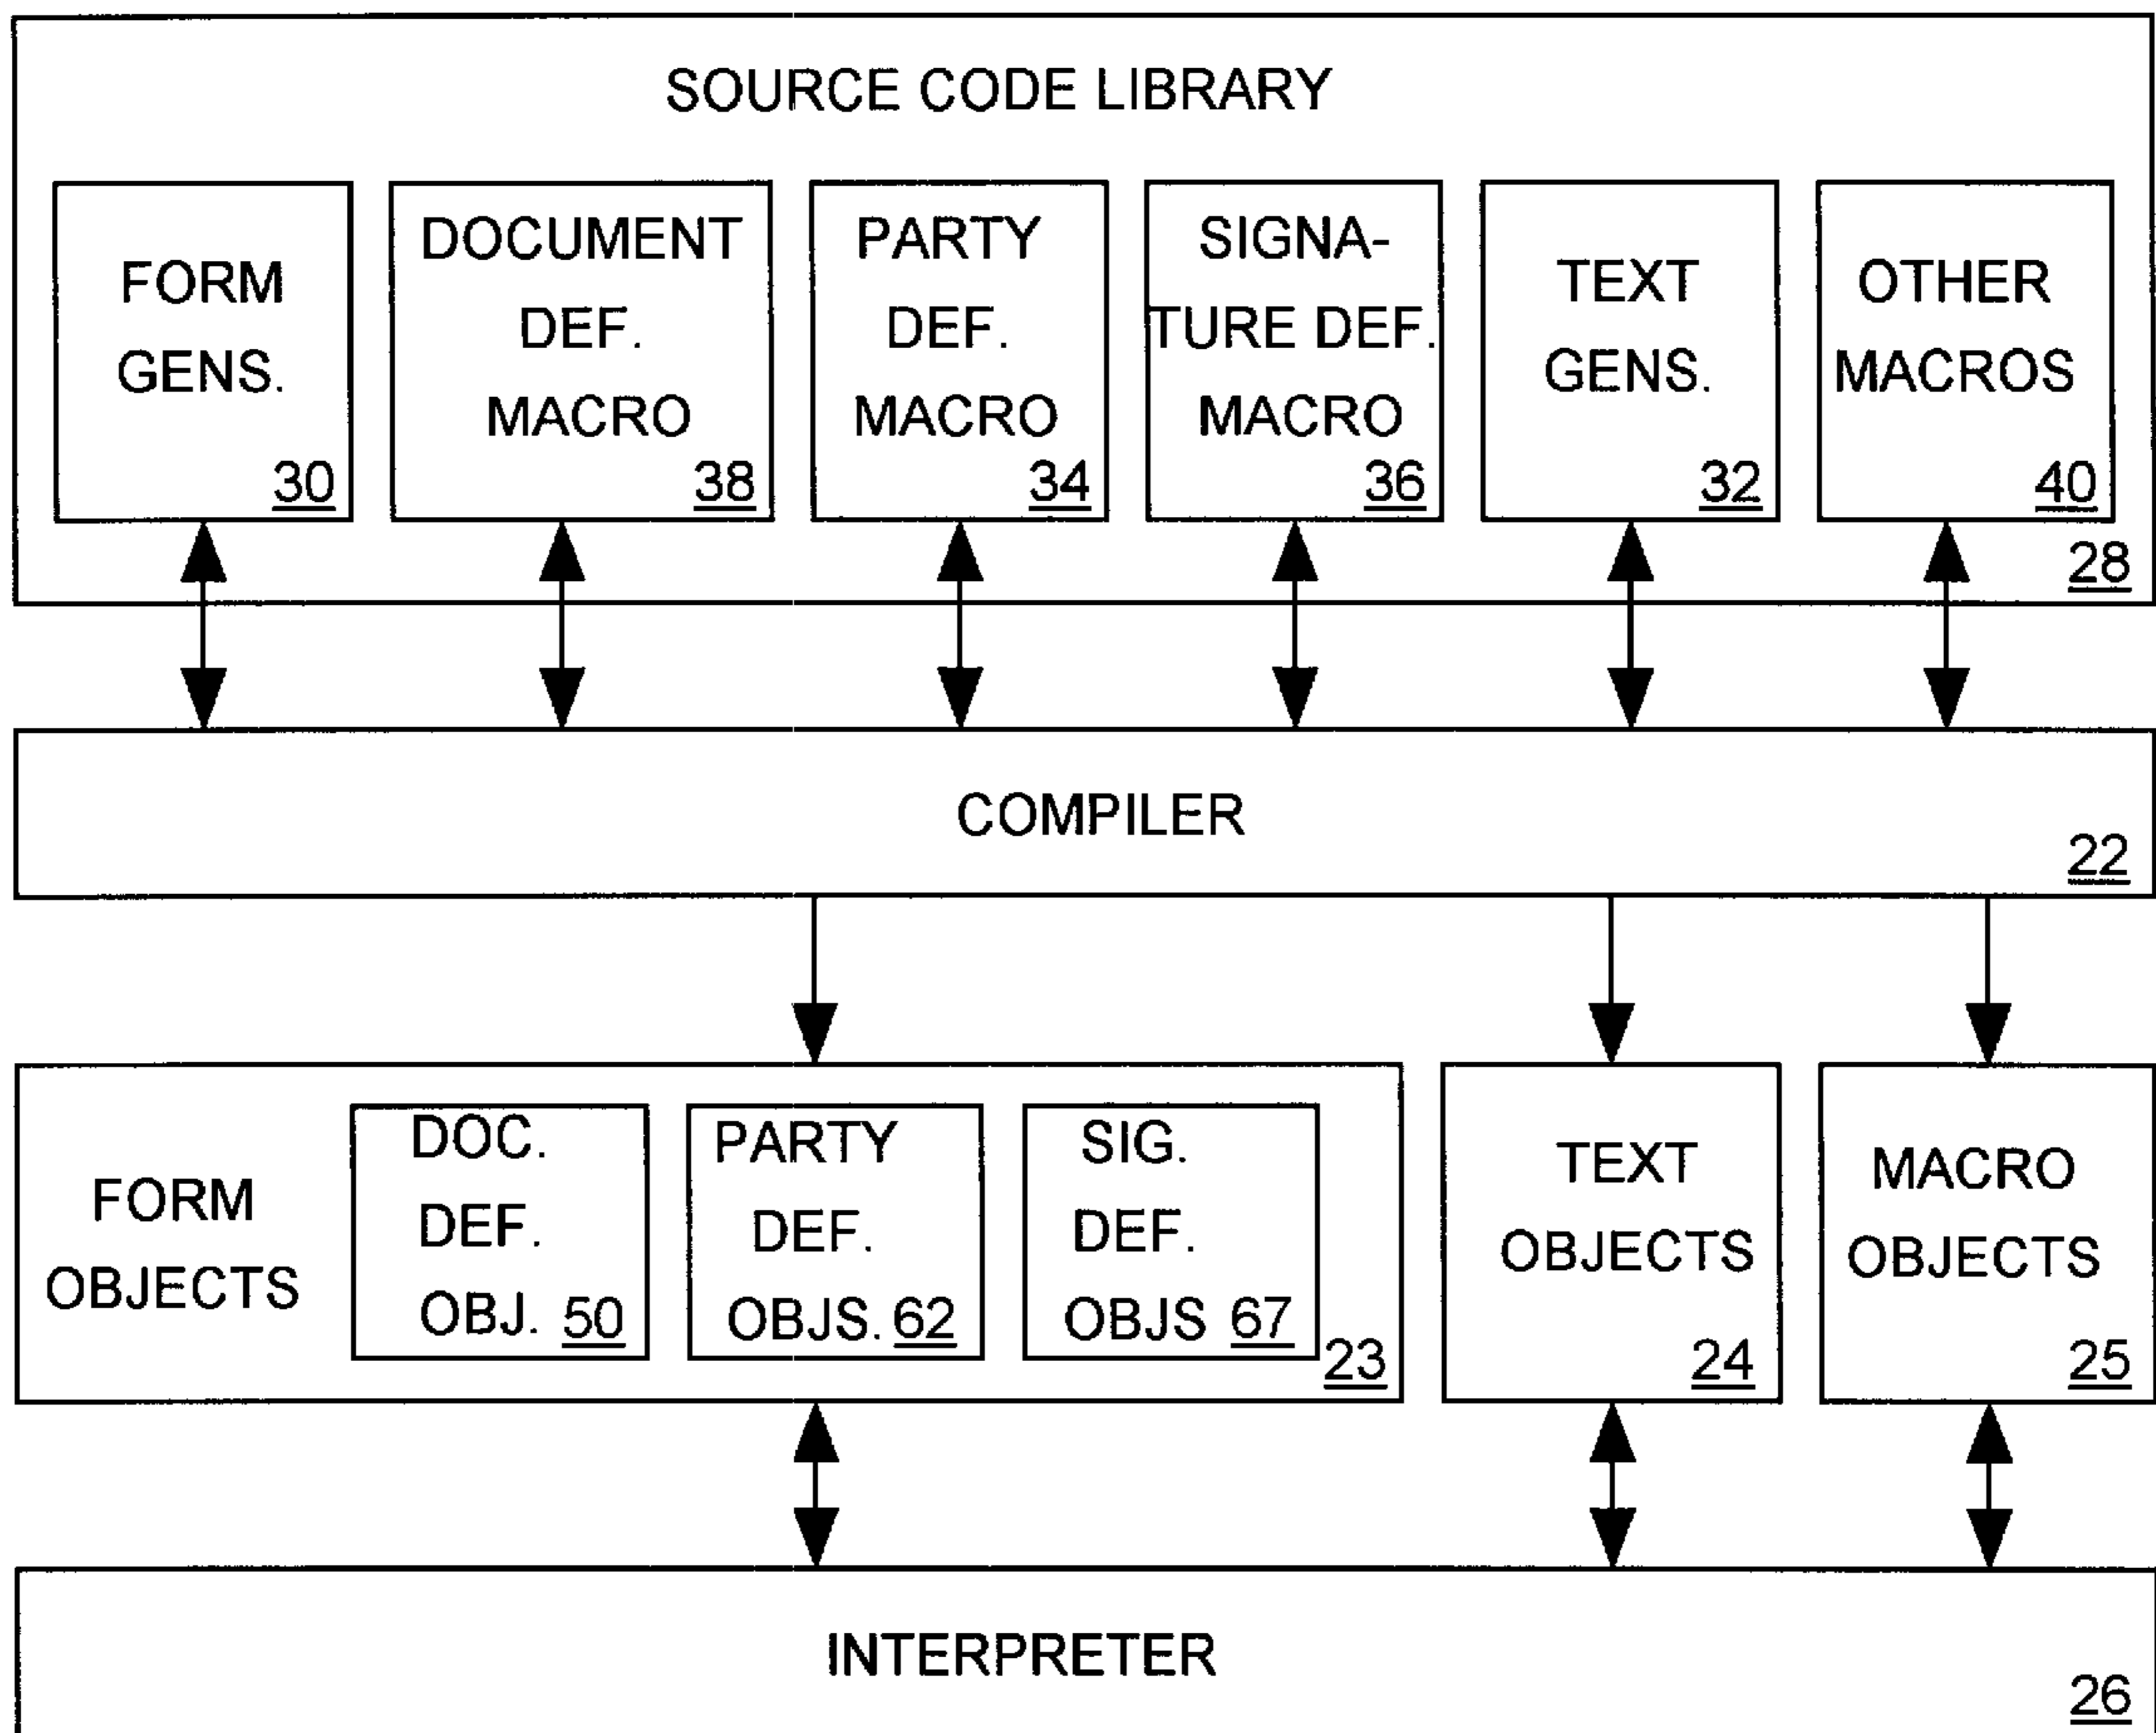 SOURCE CODE LIBRARY
FORM
GENS.
30
DOCUMENT
DEF.
MACRO
38
PARTY
DEF.
MACRO
34
SIGNA-
TURE DEF.
MACRO
36
TEXT
GENS.
32
OTHER
MACROS
40
28
COMPILER
22
FORM
OBJECTS
DOC.
DEF.
OBJ. 50
PARTY
DEF.
OBJS. 62
SIG.
DEF.
OBJS 67
23
TEXT
OBJECTS
24
MACRO
OBJECTS
25
INTERPRETER
26